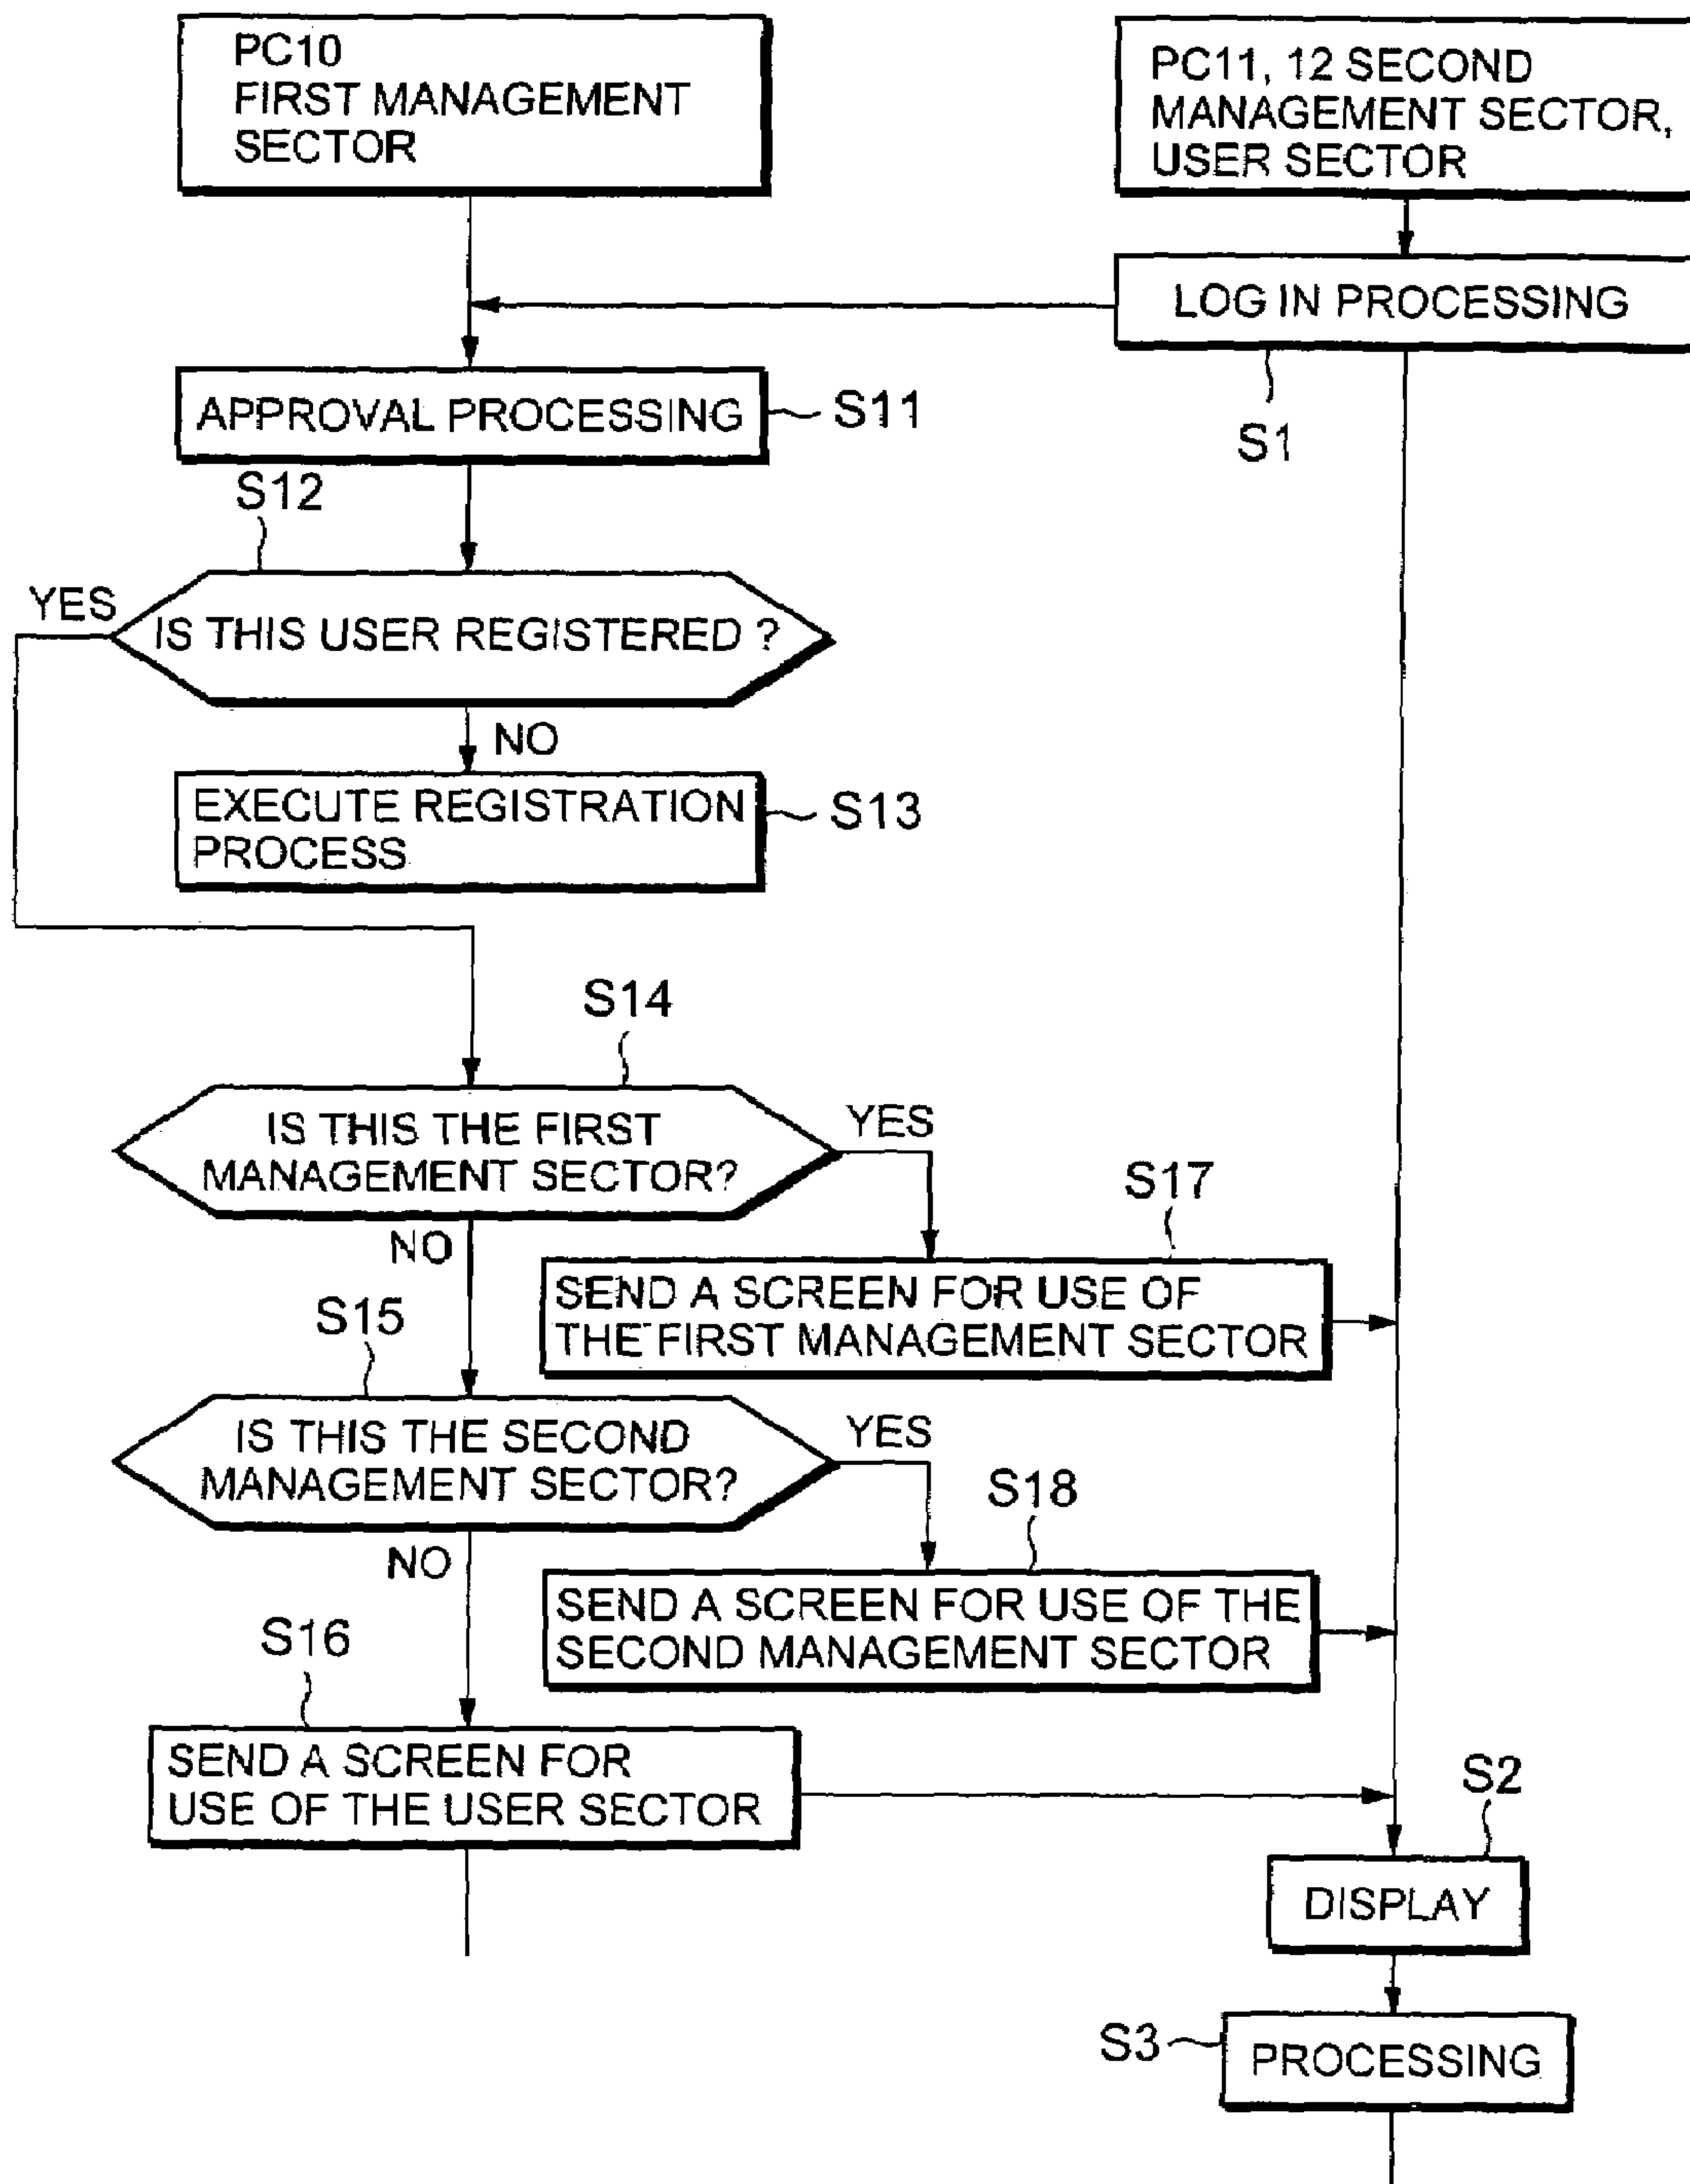 PC10
FIRST MANAGEMENT
SECTOR
PC11, 12 SECOND
MANAGEMENT SECTOR,
USER SECTOR
LOG IN PROCESSING
S1
APPROVAL PROCESSING
S11
S12
YES
IS THIS USER REGISTERED ?
NO
EXECUTE REGISTRATION
PROCESS
S13
S14
IS THIS THE FIRST
MANAGEMENT SECTOR?
YES
NO
S17
SEND A SCREEN FOR USE OF
THE FIRST MANAGEMENT SECTOR
S15
IS THIS THE SECOND
MANAGEMENT SECTOR?
YES
NO
S18
SEND A SCREEN FOR USE OF THE
SECOND MANAGEMENT SECTOR
S16
SEND A SCREEN FOR
USE OF THE USER SECTOR
S2
DISPLAY
S3
PROCESSING